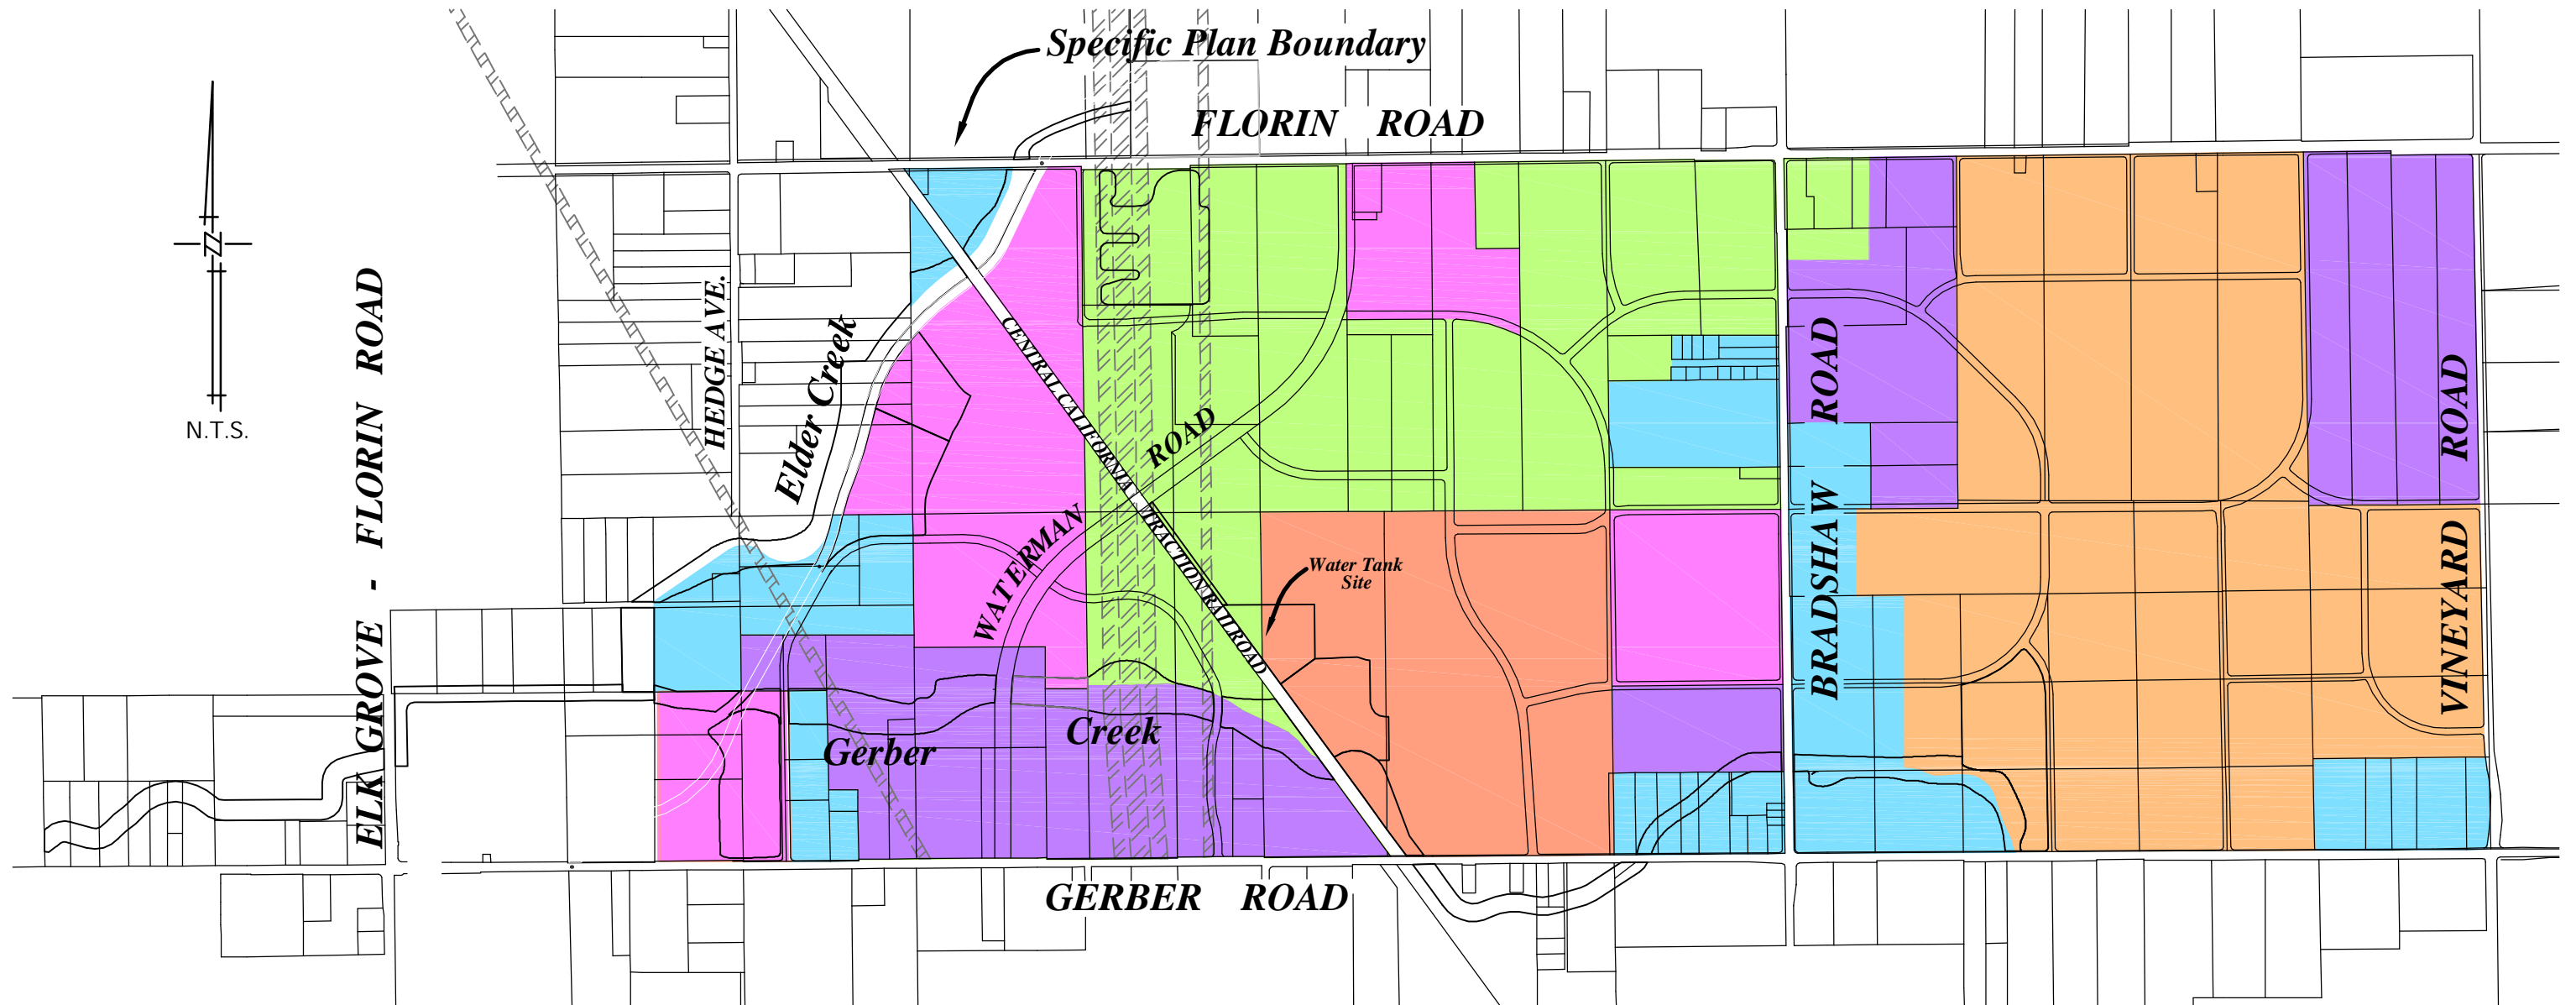 Specific Plan Boundary
FLORIN ROAD
N
N.T.S.
ELK GROVE - FLORIN ROAD
HEDGE AVE.
Elder Creek
CENTRAL CALIFORNIA TRACTION RAILROAD
WATERMAN ROAD
Water Tank
Site
BRADSHAW ROAD
VINEYARD ROAD
Gerber Creek
GERBER ROAD